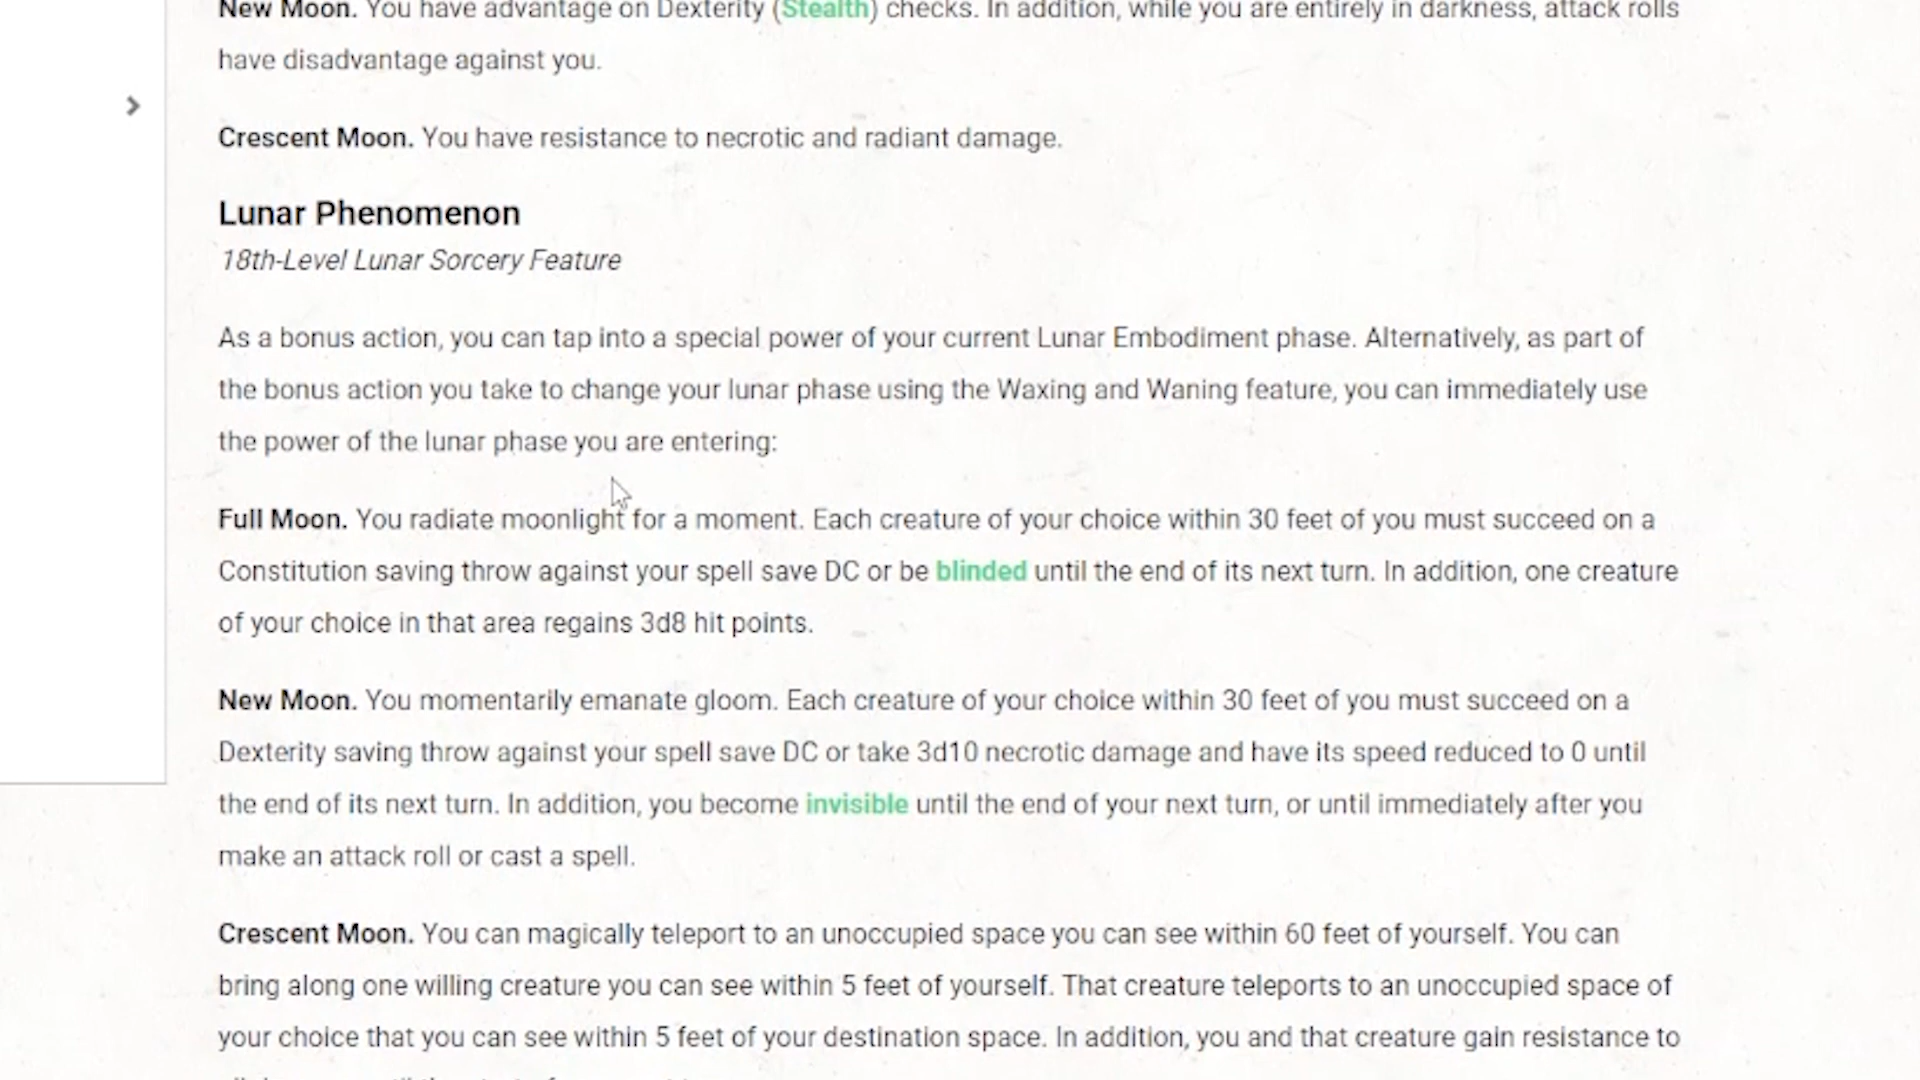 New Moon. You have advantage on Dexterity (Stealth) checks. In addition, while you are entirely in darkness, attack rolls
have disadvantage against you.
Crescent Moon. You have resistance to necrotic and radiant damage.
Lunar Phenomenon
18th-Level Lunar Sorcery Feature
As a bonus action, you can tap into a special power of your current Lunar Embodiment phase. Alternatively, as part of
the bonus action you take to change your lunar phase using the Waxing and Waning feature, you can immediately use
the power of the lunar phase you are entering:
Full Moon. You radiate moonlight for a moment. Each creature of your choice within 30 feet of you must succeed on a
Constitution saving throw against your spell save DC or be blinded until the end of its next turn. In addition, one creature
of your choice in that area regains 3d8 hit points.
New Moon. You momentarily emanate gloom. Each creature of your choice within 30 feet of you must succeed on a
Dexterity saving throw against your spell save DC or take 3d10 necrotic damage and have its speed reduced to 0 until
the end of its next turn. In addition, you become invisible until the end of your next turn, or until immediately after you
make an attack roll or cast a spell.
Crescent Moon. You can magically teleport to an unoccupied space you can see within 60 feet of yourself. You can
bring along one willing creature you can see within 5 feet of yourself. That creature teleports to an unoccupied space of
your choice that you can see within 5 feet of your destination space. In addition, you and that creature gain resistance to